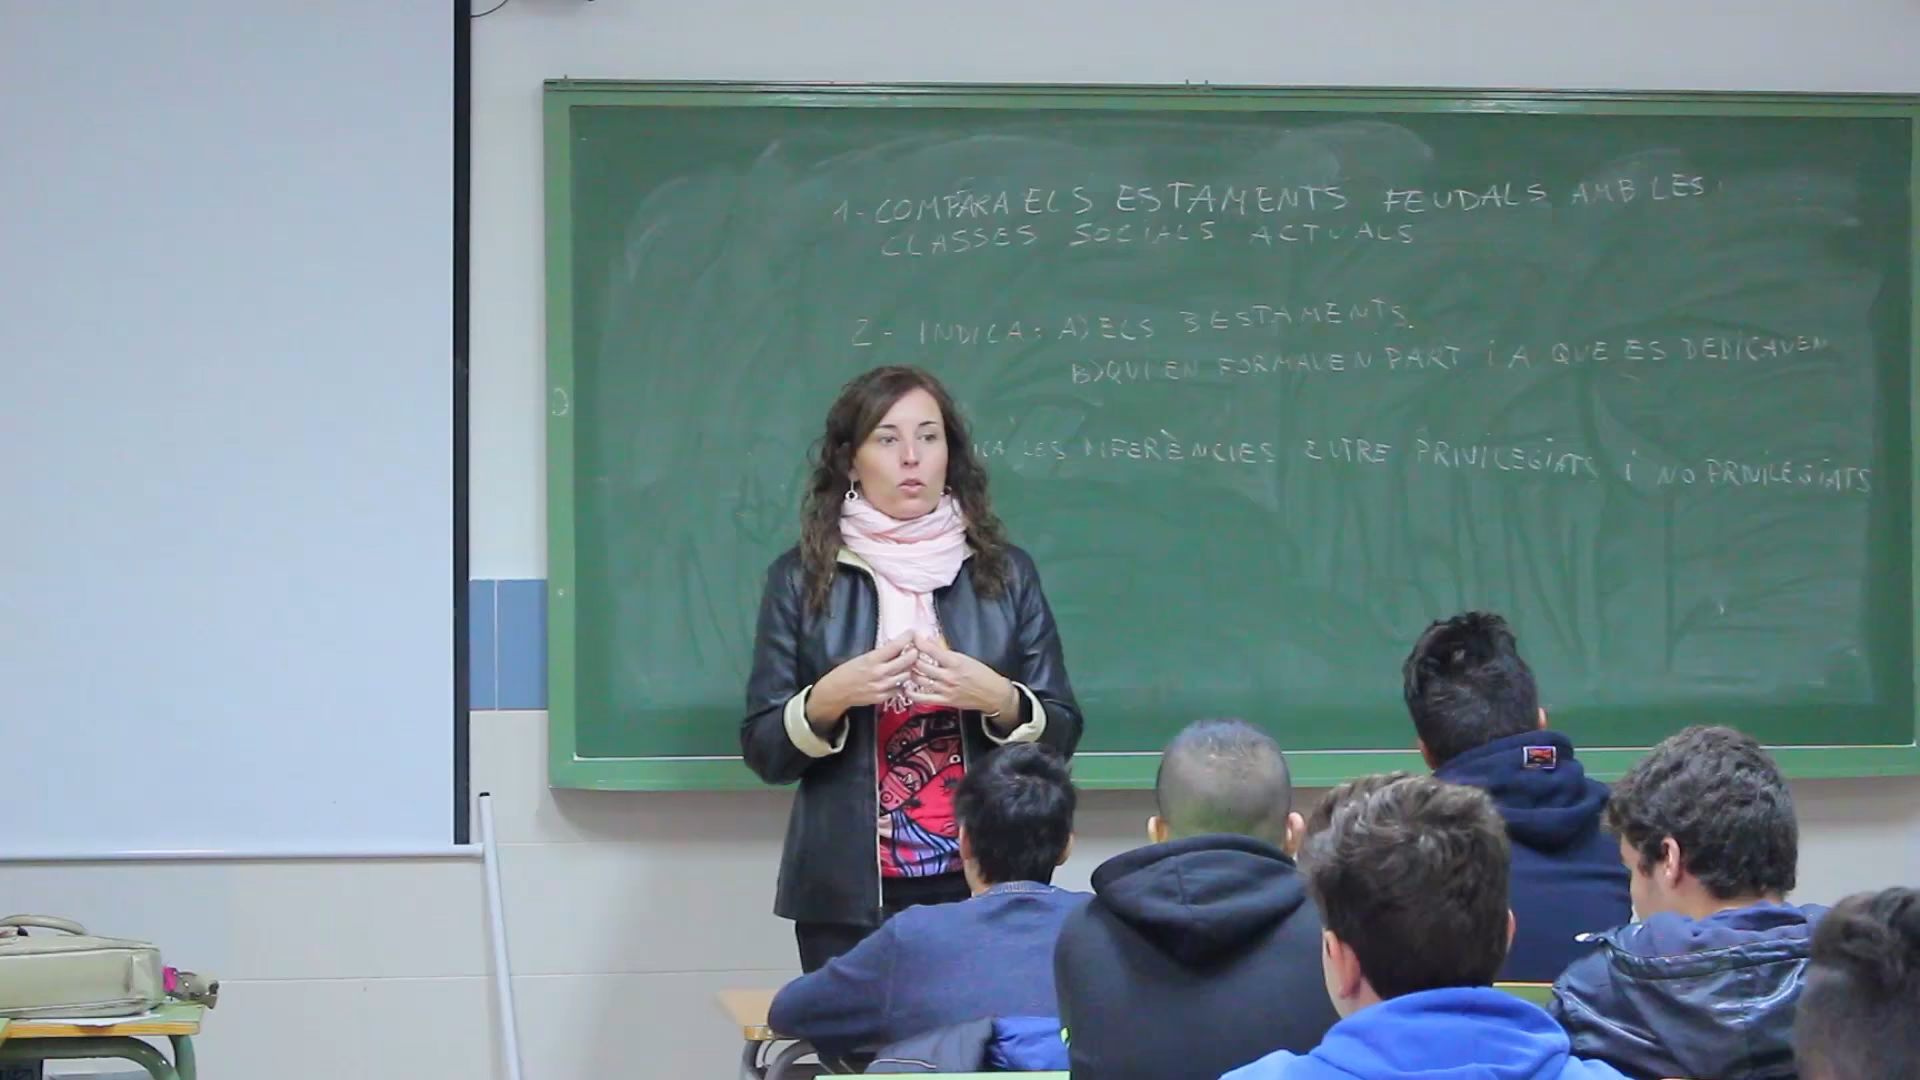 1- COMPARA ELS ESTAMENTS FEUDALS AMB LES
CLASSES SOCIALS ACTUALS
2- INDICA: A) ELS 3 ESTAMENTS.
B) QUI EN FORMAVEN PART I A QUE ES DEDICAVEN
LES DIFERÈNCIES ENTRE PRIVILEGIATS I NO PRIVILEGIATS